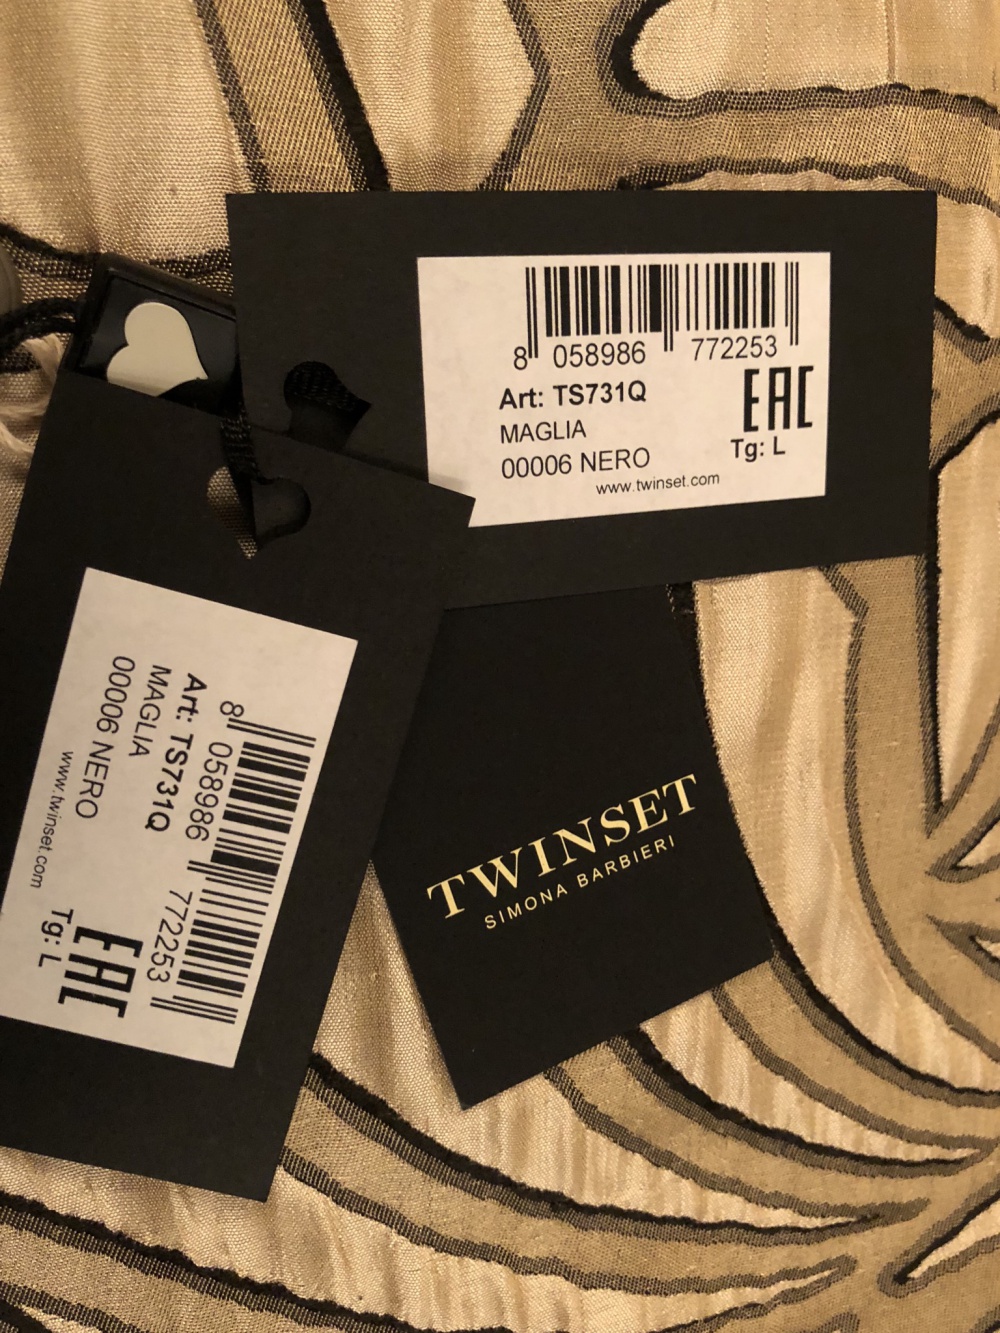 8 058986 772253
Art: TS731Q
MAGLIA
00006 NERO
EAC
Tg: L
www.twinset.com
8 058986 772253
Art: TS731Q
MAGLIA
00006 NERO
EAC
Tg: L
www.twinset.com
TWINSET
SIMONA BARBIERI